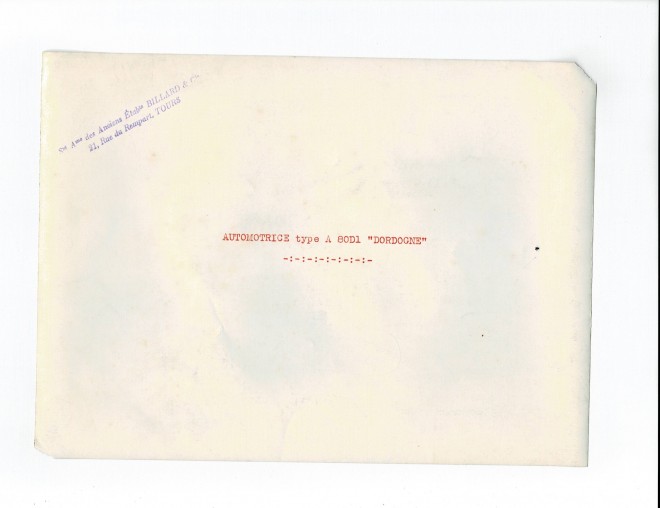 Sté Ame des Anciens Étabts BILLARD & Cie
21, Rue du Rempart, TOURS
AUTOMOTRICE type A 80D1 "DORDOGNE"
-:-:-:-:-:-:-:-